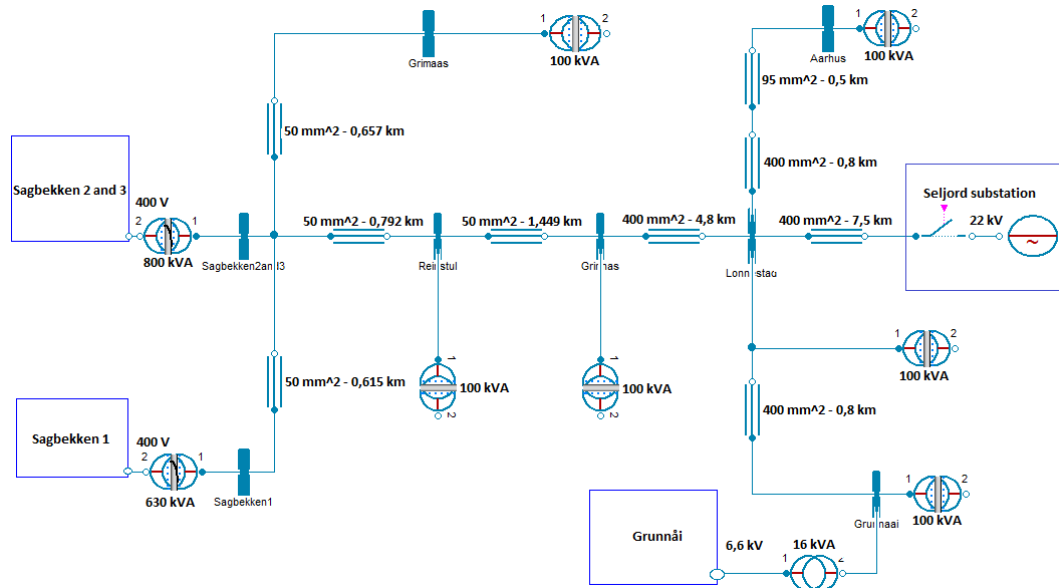 1 2
Grimaas
100 kVA
1 2
Aarhus
100 kVA
95 mm^2 - 0,5 km
50 mm^2 - 0,657 km
400 mm^2 - 0,8 km
Sagbekken 2 and 3
400 V
2 1
800 kVA
Sagbekken2and3
50 mm^2 - 0,792 km
50 mm^2 - 1,449 km
400 mm^2 - 4,8 km
400 mm^2 - 7,5 km
Seljord substation
22 kV
~
1
100 kVA
2
1
100 kVA
2
1 2
100 kVA
50 mm^2 - 0,615 km
400 mm^2 - 0,8 km
Sagbekken 1
400 V
2 1
630 kVA
Sagbekken1
1 2
100 kVA
Grunnaai
Grunnåi
6,6 kV
16 kVA
1 2